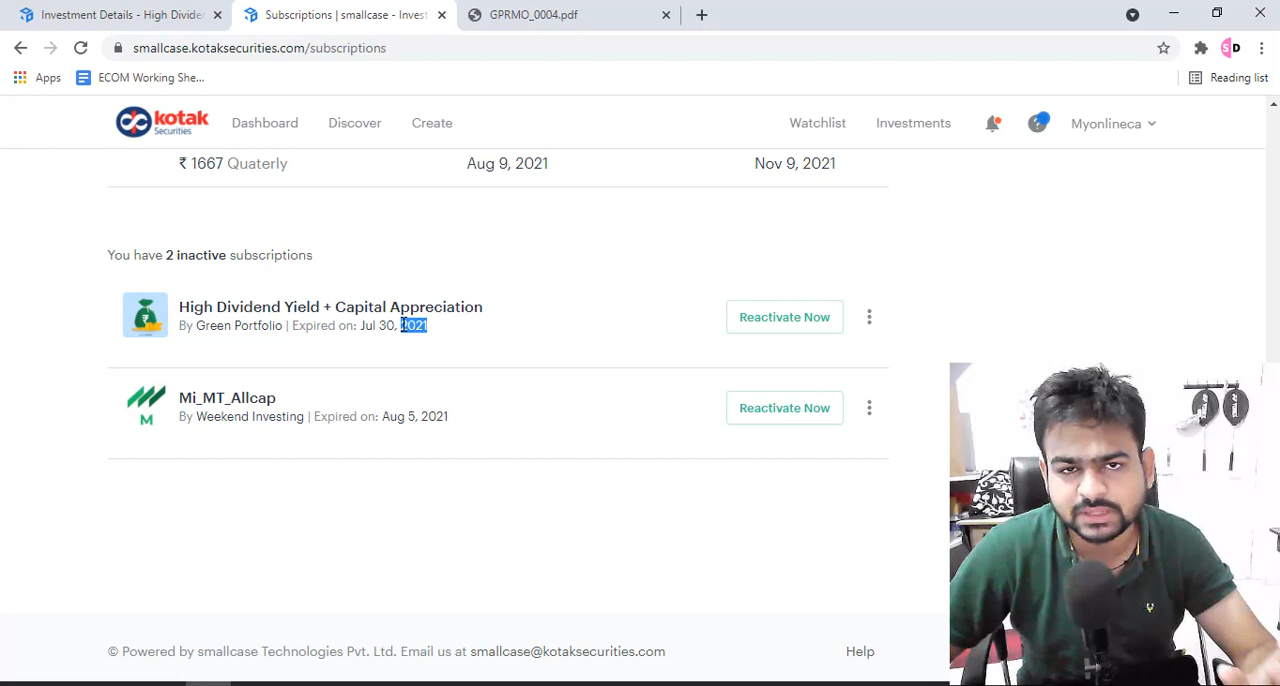 Investment Details - High Divider
Subscriptions | smallcase - Invest
GPRMO_0004.pdf
smallcase.kotaksecurities.com/subscriptions
S D
Apps
ECOM Working She...
Reading list
kotak
Securities
Dashboard
Discover
Create
Watchlist
Investments
Myonlineca
₹ 1667 Quaterly
Aug 9, 2021
Nov 9, 2021
You have 2 inactive subscriptions
High Dividend Yield + Capital Appreciation
By Green Portfolio | Expired on: Jul 30, 2021
Reactivate Now
M
Mi_MT_Allcap
By Weekend Investing | Expired on: Aug 5, 2021
Reactivate Now
© Powered by smallcase Technologies Pvt. Ltd. Email us at smallcase@kotaksecurities.com
Help